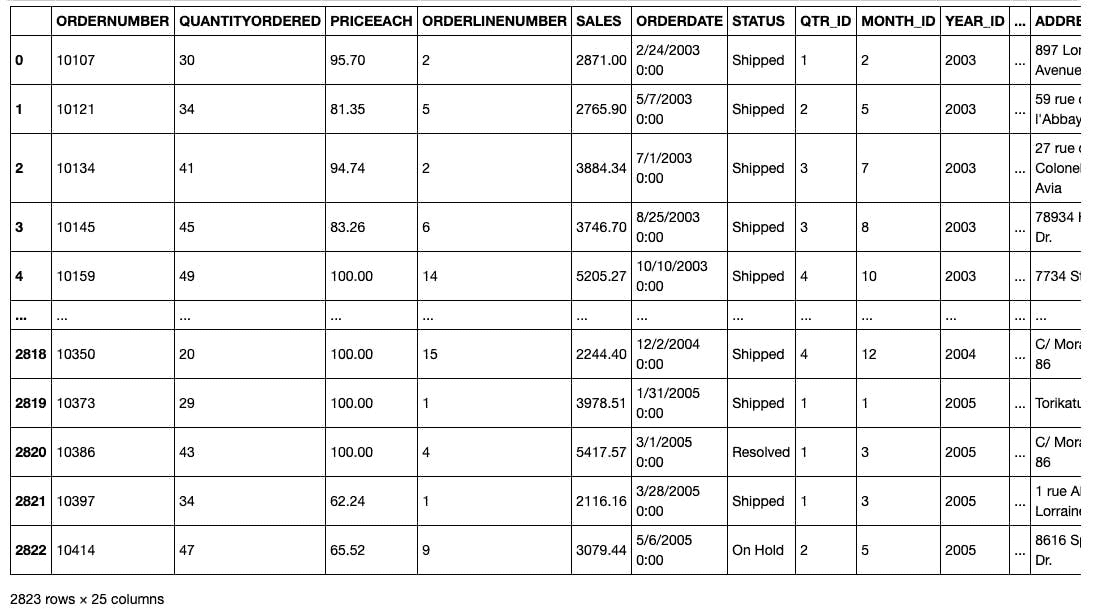 ORDERNUMBER QUANTITYORDERED PRICEEACH ORDERLINENUMBER SALES ORDERDATE STATUS QTR_ID MONTH_ID YEAR_ID ... ADDRE
0 10107 30 95.70 2 2871.00 2/24/2003 0:00 Shipped 1 2 2003 ... 897 Lor Avenue
1 10121 34 81.35 5 2765.90 5/7/2003 0:00 Shipped 2 5 2003 ... 59 rue l'Abbay
2 10134 41 94.74 2 3884.34 7/1/2003 0:00 Shipped 3 7 2003 ... 27 rue Colonel Avia
3 10145 45 83.26 6 3746.70 8/25/2003 0:00 Shipped 3 8 2003 ... 78934 Dr.
4 10159 49 100.00 14 5205.27 10/10/2003 0:00 Shipped 4 10 2003 ... 7734
... ... ... ... ... ... ... ... ... ... ... ... ...
2818 10350 20 100.00 15 2244.40 12/2/2004 0:00 Shipped 4 12 2004 ... C/ Mora 86
2819 10373 29 100.00 1 3978.51 1/31/2005 0:00 Shipped 1 1 2005 ... Torikatu
2820 10386 43 100.00 4 5417.57 3/1/2005 0:00 Resolved 1 3 2005 ... C/ Mora 86
2821 10397 34 62.24 1 2116.16 3/28/2005 0:00 Shipped 1 3 2005 ... 1 rue Lorraine
2822 10414 47 65.52 9 3079.44 5/6/2005 0:00 On Hold 2 5 2005 ... 8616 Dr.
2823 rows × 25 columns